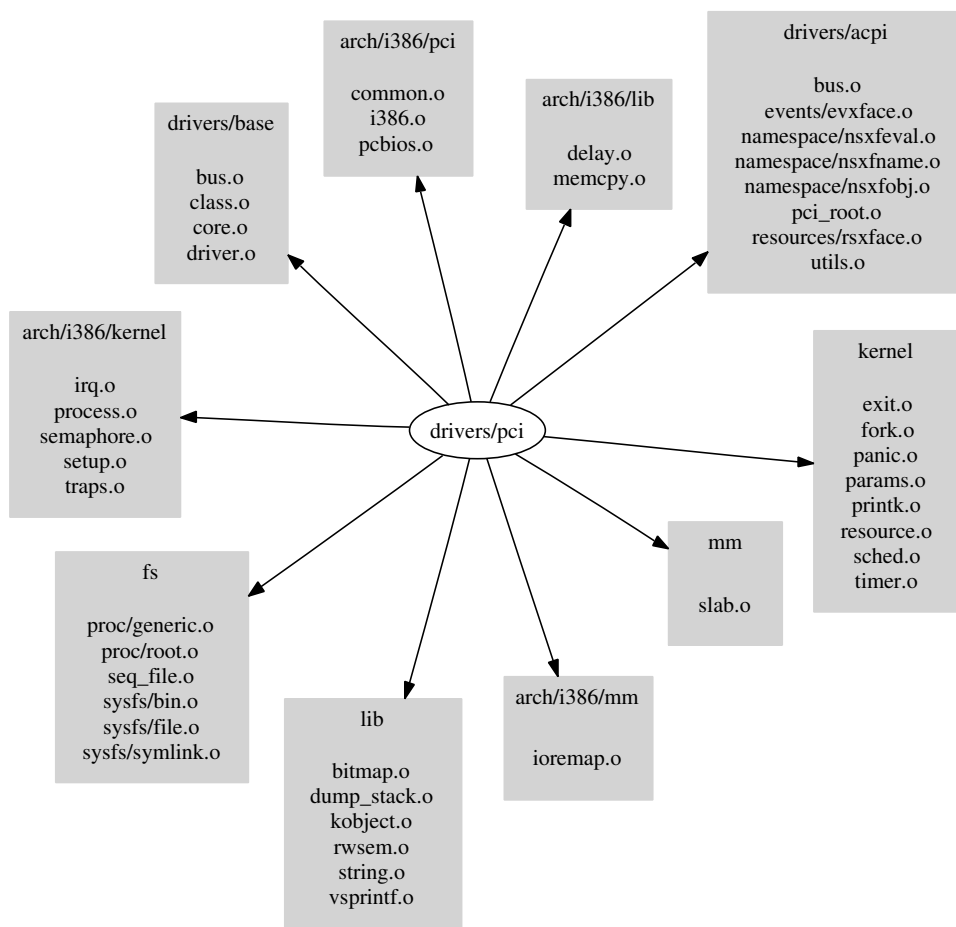 arch/i386/pci
common.o
i386.o
pcbios.o
drivers/acpi
bus.o
events/evxface.o
namespace/nsxfeval.o
namespace/nsxfname.o
namespace/nsxfobj.o
pci_root.o
resources/rsxface.o
utils.o
arch/i386/lib
delay.o
memcpy.o
drivers/base
bus.o
class.o
core.o
driver.o
arch/i386/kernel
irq.o
process.o
semaphore.o
setup.o
traps.o
kernel
exit.o
fork.o
panic.o
params.o
printk.o
resource.o
sched.o
timer.o
drivers/pci
mm
slab.o
fs
proc/generic.o
proc/root.o
seq_file.o
sysfs/bin.o
sysfs/file.o
sysfs/symlink.o
arch/i386/mm
ioremap.o
lib
bitmap.o
dump_stack.o
kobject.o
rwsem.o
string.o
vsprintf.o